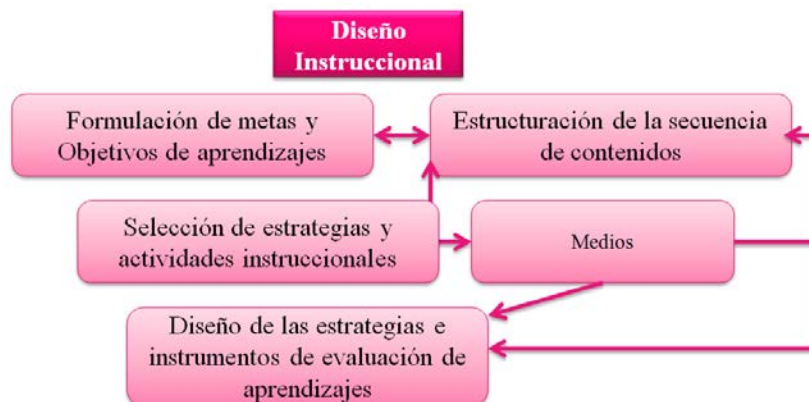 Diseño
Instruccional
Formulación de metas y
Objetivos de aprendizajes
Estructuración de la secuencia
de contenidos
Selección de estrategias y
actividades instruccionales
Medios
Diseño de las estrategias e
instrumentos de evaluación de
aprendizajes